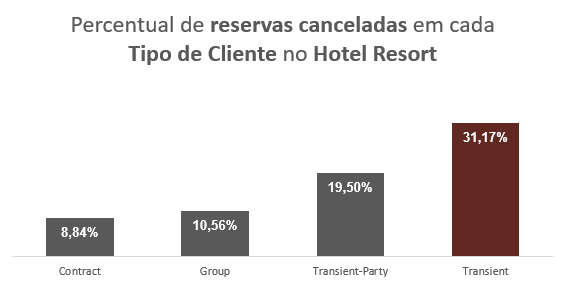 Percentual de reservas canceladas em cada
Tipo de Cliente no Hotel Resort
31,17%
19,50%
10,56%
8,84%
Contract
Group
Transient-Party
Transient